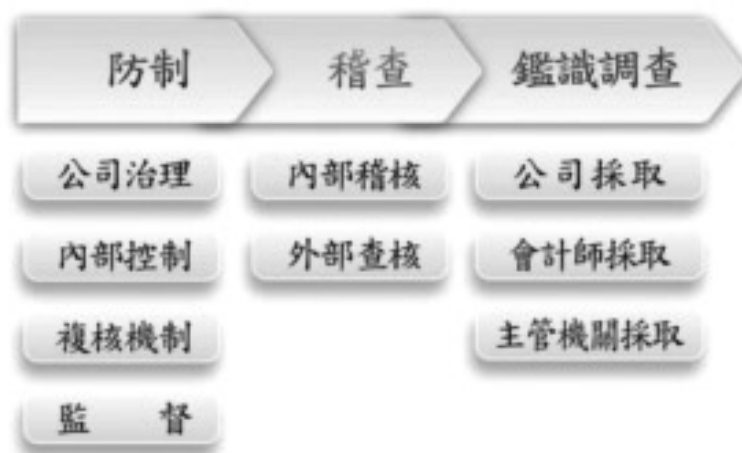 防制 稽查 鑑識調查
公司治理 內部稽核 公司採取
內部控制 外部查核 會計師採取
複核機制 主管機關採取
監 督